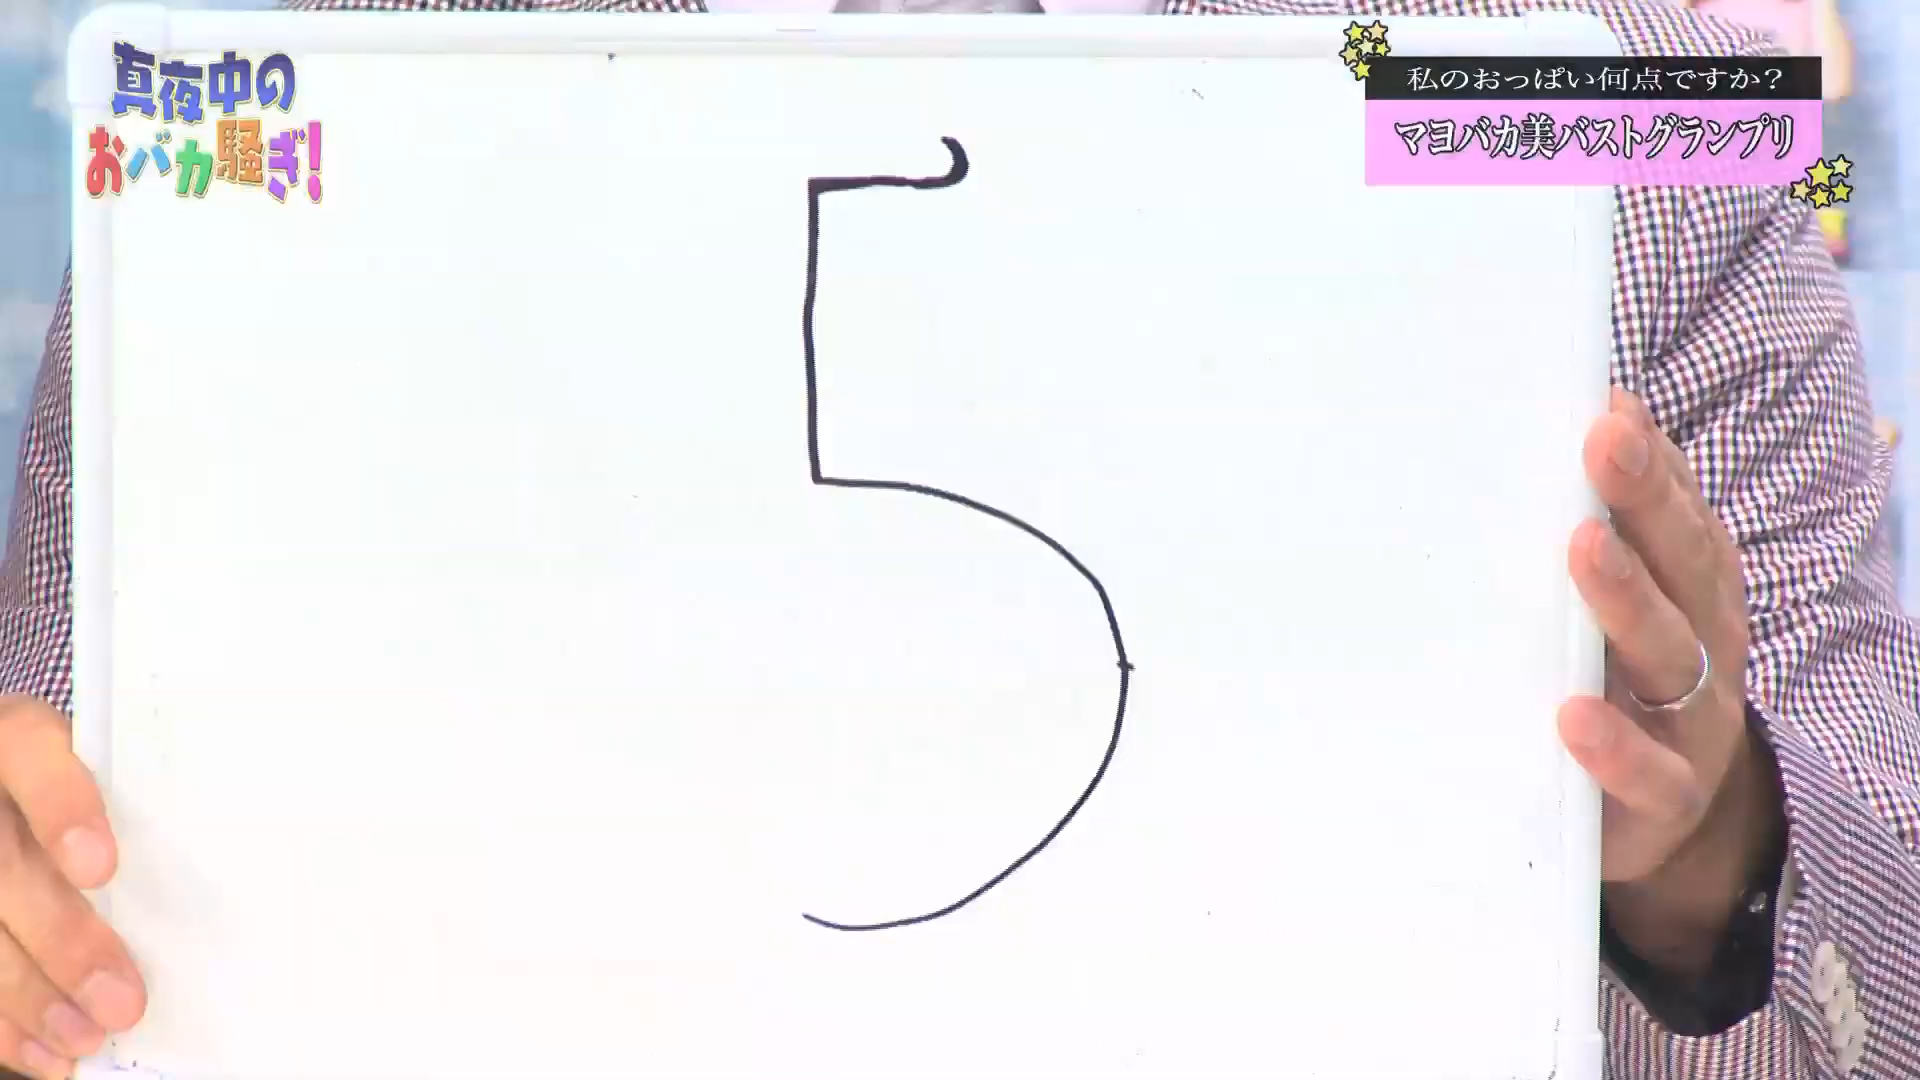 真夜中の
おバカ騒ぎ!
私のおっぱい何点ですか?
マヨバカ美バストグランプリ
5